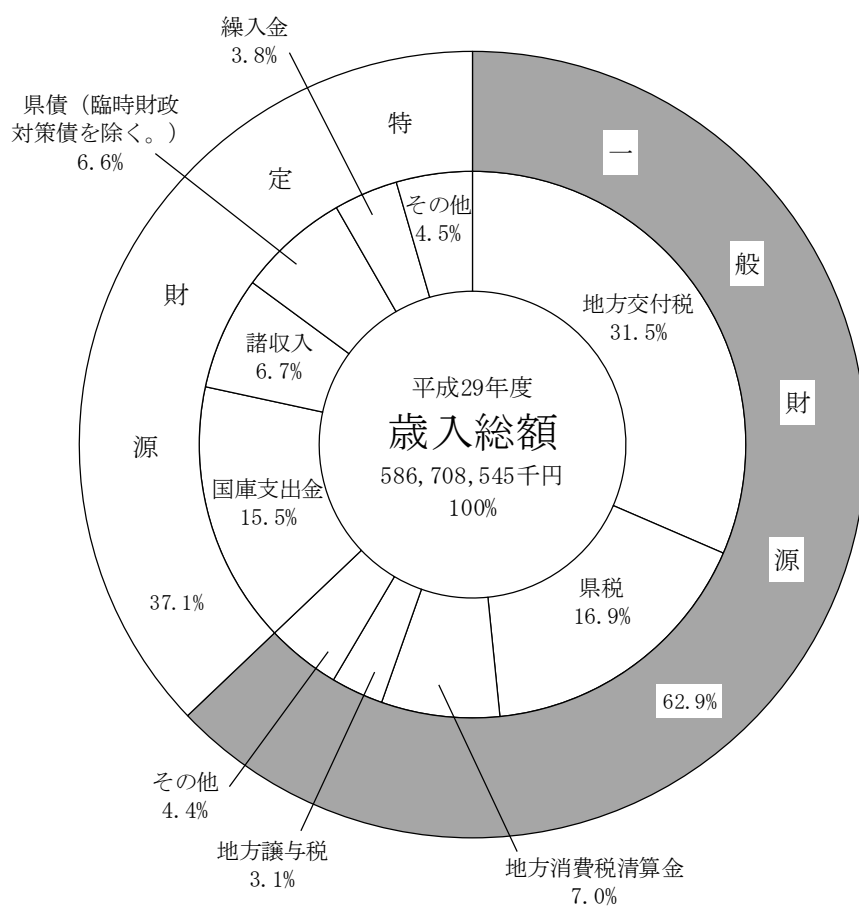 繰入金
3.8%
県債（臨時財政
対策債を除く。）
6.6%
特
定
財
源
37.1%
一
般
財
源
62.9%
その他
4.5%
地方交付税
31.5%
諸収入
6.7%
平成29年度
歳入総額
586,708,545千円
100%
国庫支出金
15.5%
県税
16.9%
その他
4.4%
地方譲与税
3.1%
地方消費税清算金
7.0%